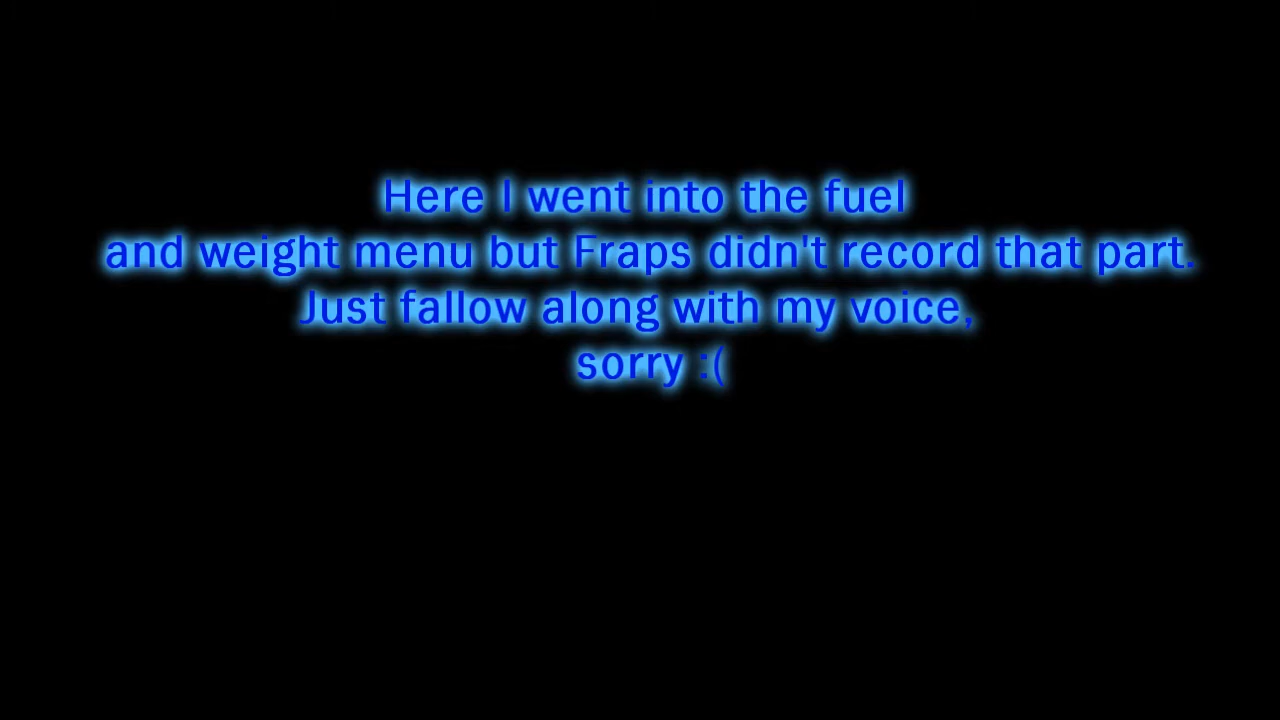 Here I went into the fuel
and weight menu but Fraps didn't record that part.
Just fallow along with my voice,
sorry :(